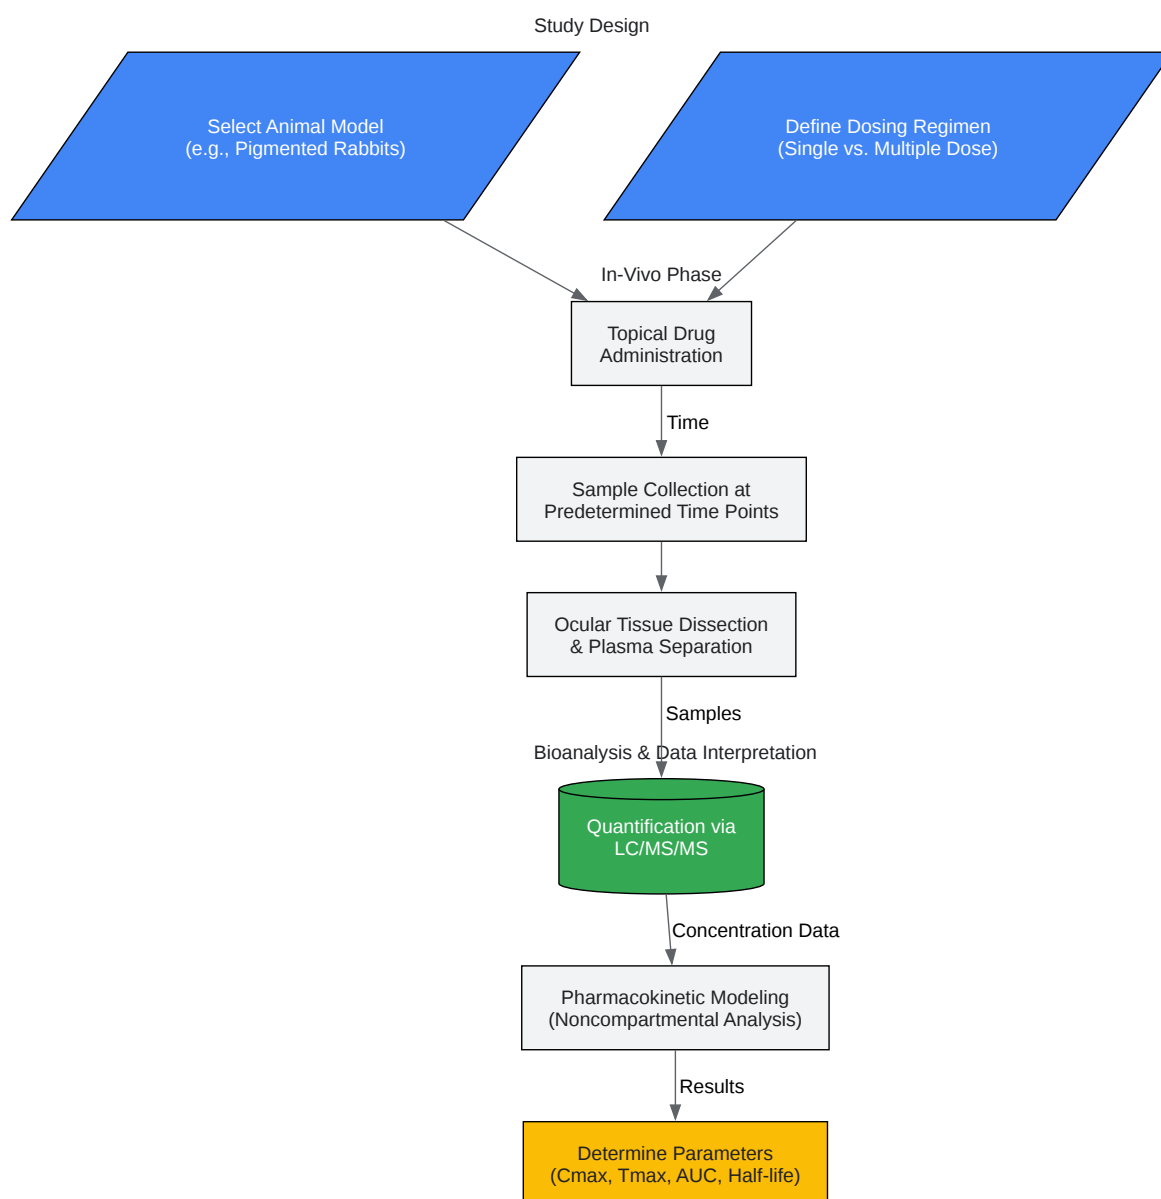 Study Design
Select Animal Model
(e.g., Pigmented Rabbits)
Define Dosing Regimen
(Single vs. Multiple Dose)
In-Vivo Phase
Topical Drug
Administration
Time
Sample Collection at
Predetermined Time Points
Ocular Tissue Dissection
& Plasma Separation
Samples
Bioanalysis & Data Interpretation
Quantification via
LC/MS/MS
Concentration Data
Pharmacokinetic Modeling
(Noncompartmental Analysis)
Results
Determine Parameters
(Cmax, Tmax, AUC, Half-life)